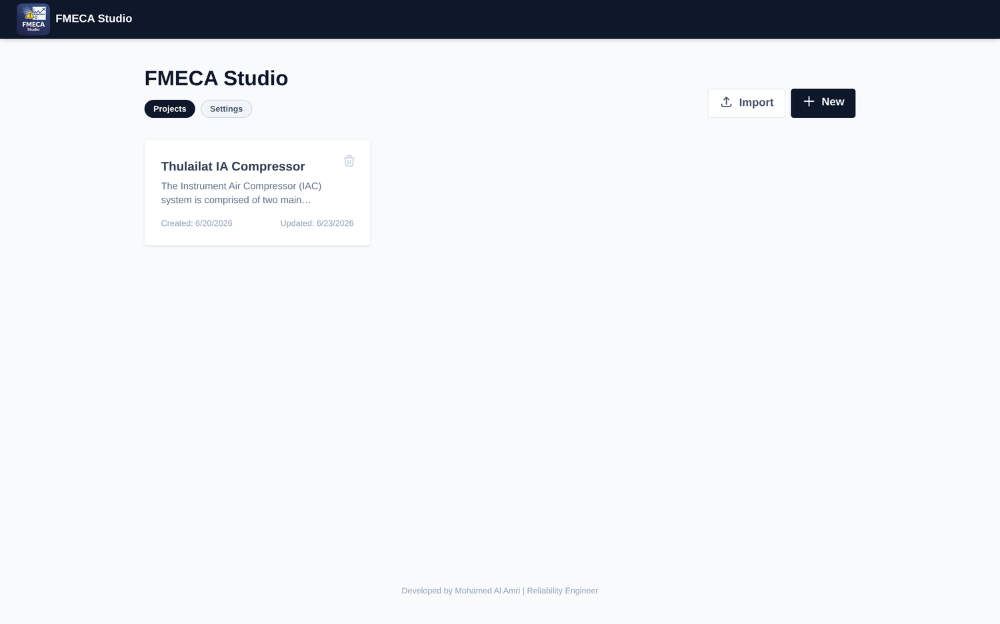 FMECA
Studio
FMECA Studio
FMECA Studio
Projects
Settings
Import
New
Thulailat IA Compressor
The Instrument Air Compressor (IAC)
system is comprised of two main…
Created: 6/20/2026
Updated: 6/23/2026
Developed by Mohamed Al Amri | Reliability Engineer